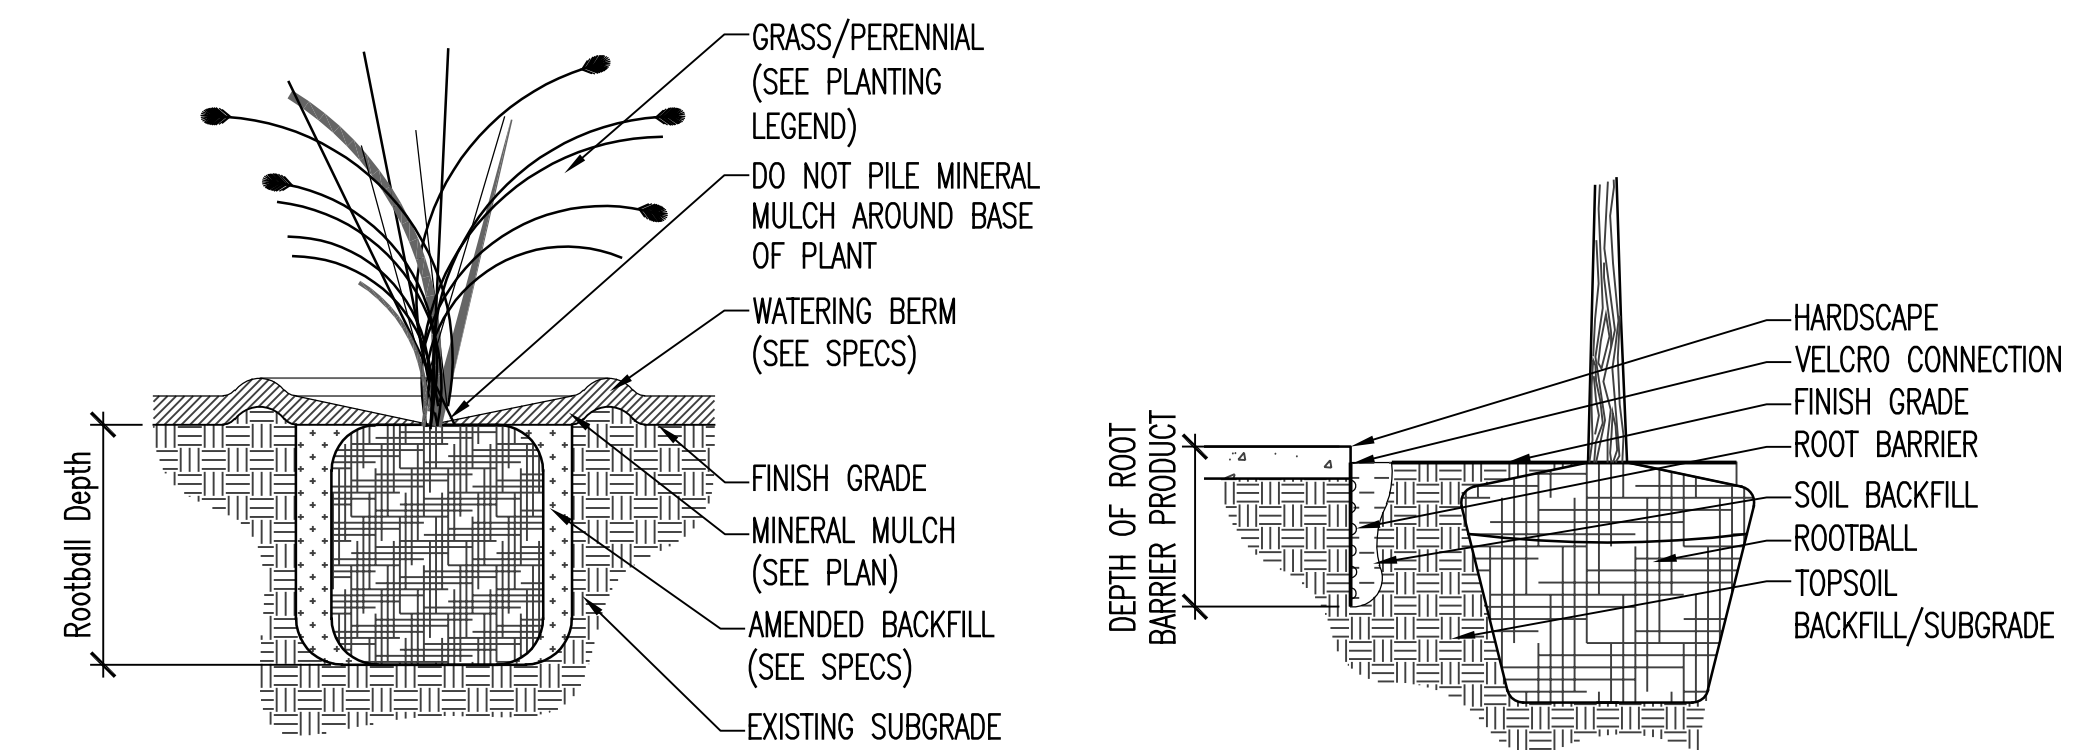 GRASS/PERENNIAL
(SEE PLANTING
LEGEND)
DO NOT PILE MINERAL
MULCH AROUND BASE
OF PLANT
WATERING BERM
(SEE SPECS)
FINISH GRADE
MINERAL MULCH
(SEE PLAN)
AMENDED BACKFILL
(SEE SPECS)
EXISTING SUBGRADE
Rootball Depth
DEPTH OF ROOT
BARRIER PRODUCT
HARDSCAPE
VELCRO CONNECTION
FINISH GRADE
ROOT BARRIER
SOIL BACKFILL
ROOTBALL
TOPSOIL
BACKFILL/SUBGRADE